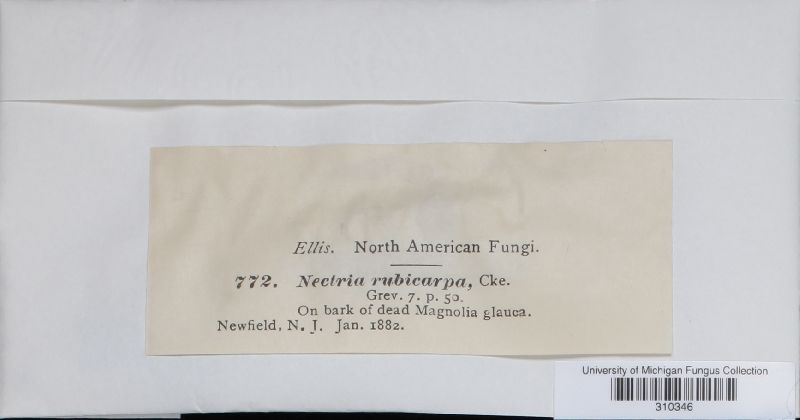 Ellis. North American Fungi.
772. Nectria rubicarpa, Cke.
Grev. 7. p. 50.
On bark of dead Magnolia glauca.
Newfield, N. J. Jan. 1882.
University of Michigan Fungus Collection
310346